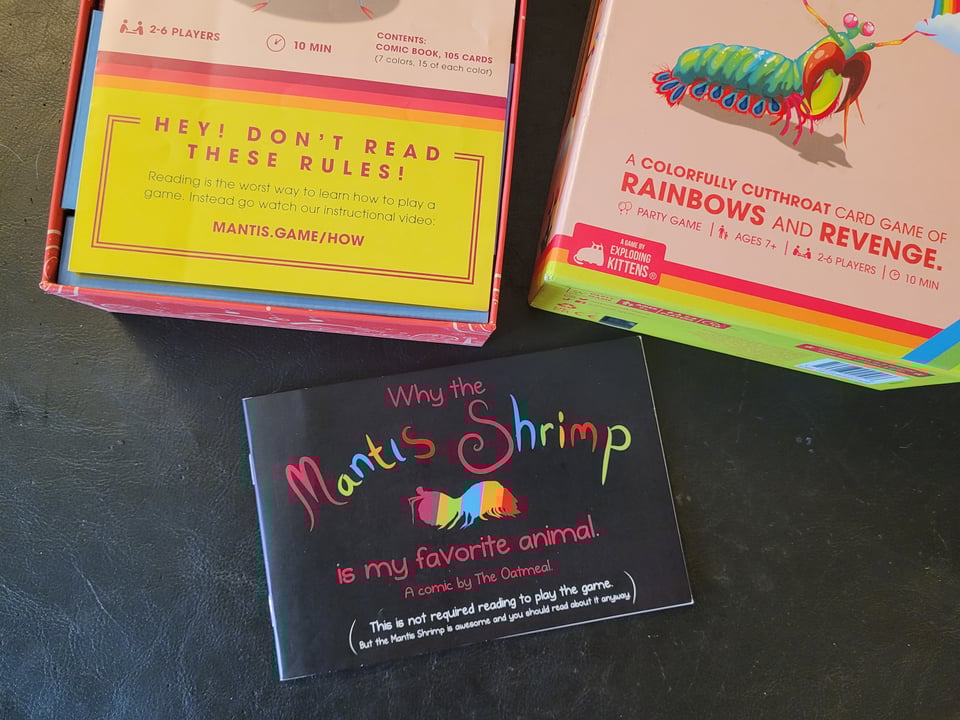 2-6 PLAYERS
10 MIN
CONTENTS:
COMIC BOOK, 105 CARDS
(7 colors, 15 of each color)
HEY! DON'T READ
THESE RULES!
Reading is the worst way to learn how to play a
game. Instead go watch our instructional video:
MANTIS.GAME/HOW
A COLORFULLY CUTTHROAT CARD GAME OF
RAINBOWS AND REVENGE.
PARTY GAME | AGES 7+ | 2-6 PLAYERS | 10 MIN
A GAME BY
EXPLODING
KITTENS®
Why the
Mantis Shrimp
is my favorite animal.
A comic by The Oatmeal.
(This is not required reading to play the game.
But the Mantis Shrimp is awesome and you should read about it anyway)